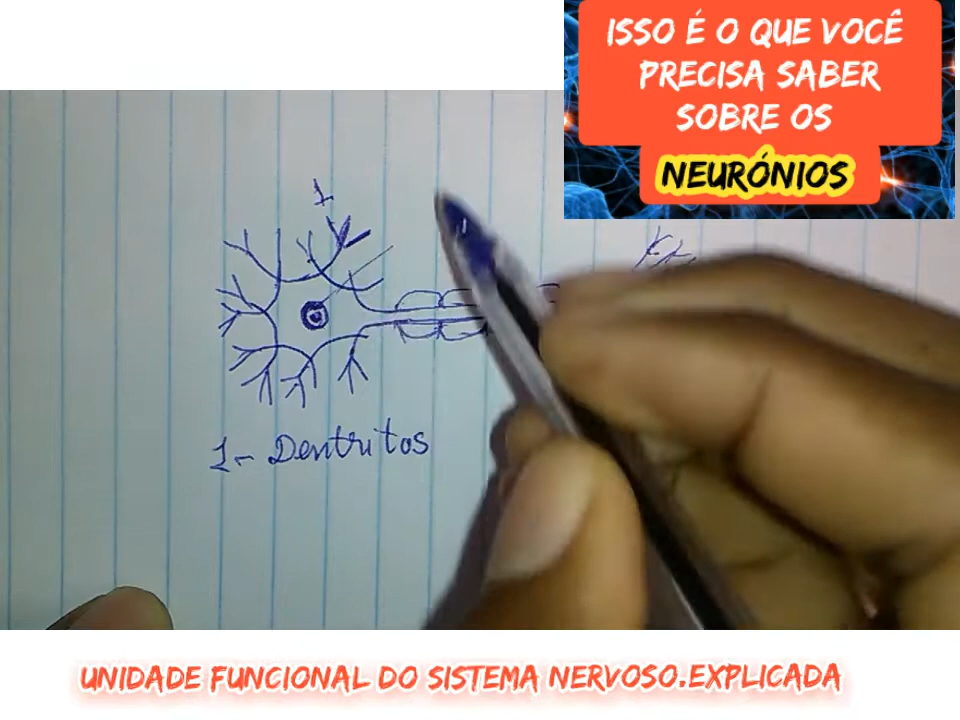 ISSO É O QUE VOCÊ
PRECISA SABER
SOBRE OS
NEURÓNIOS
1
1- Dentritos
UNIDADE FUNCIONAL DO SISTEMA NERVOSO.EXPLICADA